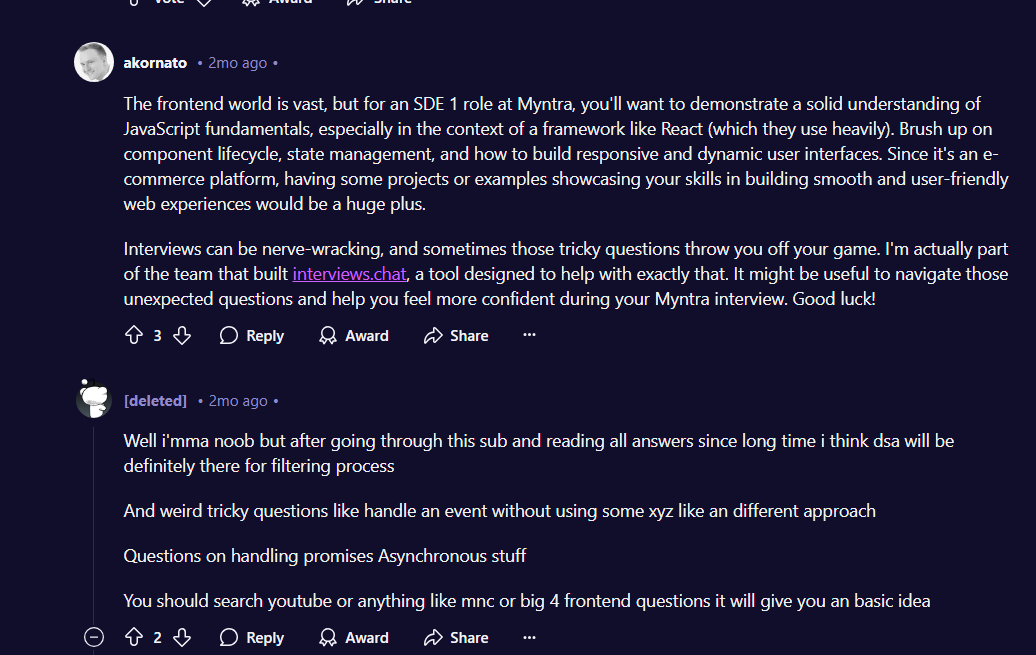 Vote Award Share
akornato • 2mo ago •
The frontend world is vast, but for an SDE 1 role at Myntra, you'll want to demonstrate a solid understanding of
JavaScript fundamentals, especially in the context of a framework like React (which they use heavily). Brush up on
component lifecycle, state management, and how to build responsive and dynamic user interfaces. Since it's an e-
commerce platform, having some projects or examples showcasing your skills in building smooth and user-friendly
web experiences would be a huge plus.
Interviews can be nerve-wracking, and sometimes those tricky questions throw you off your game. I'm actually part
of the team that built interviews.chat, a tool designed to help with exactly that. It might be useful to navigate those
unexpected questions and help you feel more confident during your Myntra interview. Good luck!
3 Reply Award Share ...
[deleted] • 2mo ago •
Well i'mma noob but after going through this sub and reading all answers since long time i think dsa will be
definitely there for filtering process
And weird tricky questions like handle an event without using some xyz like an different approach
Questions on handling promises Asynchronous stuff
You should search youtube or anything like mnc or big 4 frontend questions it will give you an basic idea
2 Reply Award Share ...